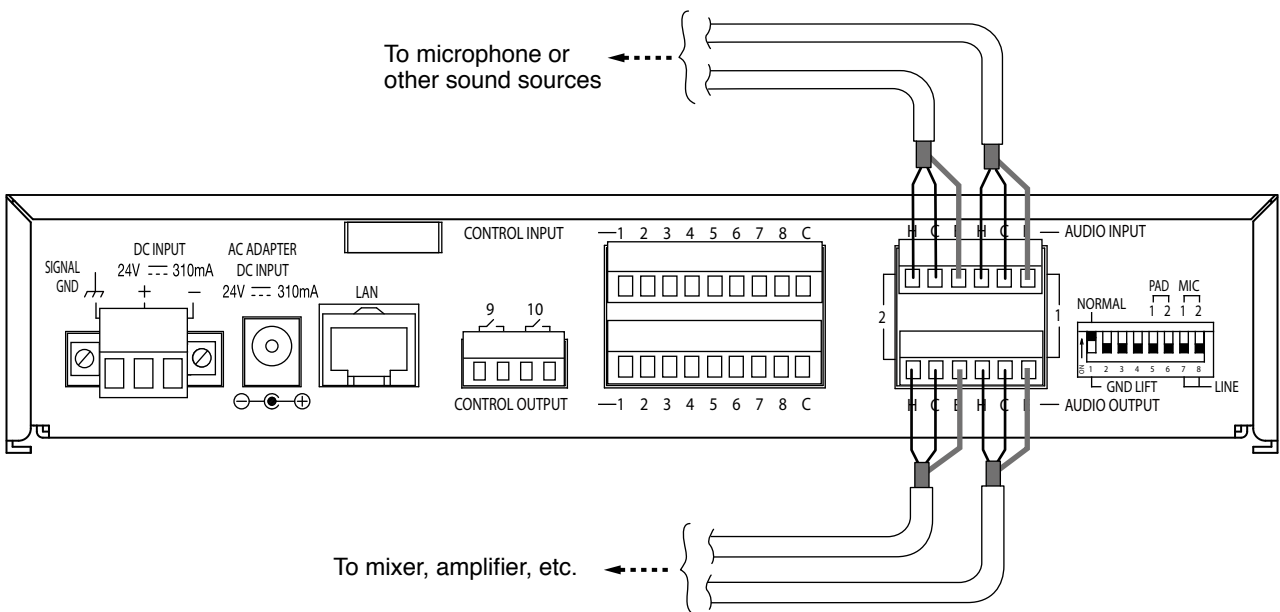 To microphone or
other sound sources
CONTROL INPUT
1 2 3 4 5 6 7 8 C
H C E H C E
AUDIO INPUT
DC INPUT
24V 310mA
SIGNAL
GND
+ −
AC ADAPTER
DC INPUT
24V 310mA
LAN
9 10
2
1
NORMAL
PAD MIC
1 2 1 2
ON
1 2 3 4 5 6 7 8
GND LIFT
LINE
CONTROL OUTPUT
1 2 3 4 5 6 7 8 C
H C E H C E
AUDIO OUTPUT
To mixer, amplifier, etc.